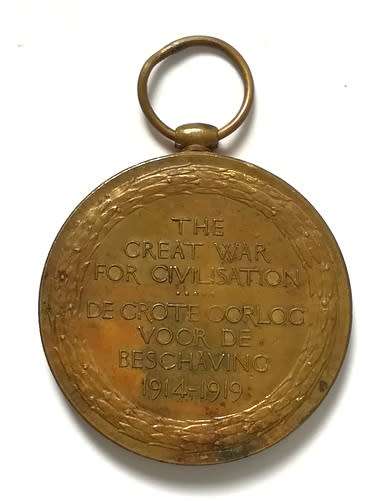 THE
GREAT WAR
FOR CIVILISATION
.....
DE GROTE OORLOG
VOOR DE
BESCHAVING
1914-1919